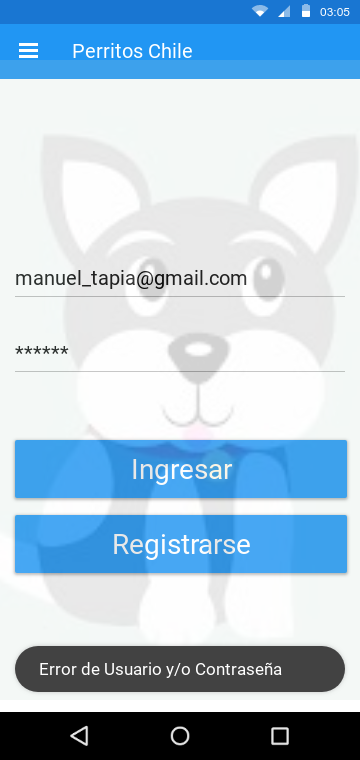 03:05
Perritos Chile
manuel_tapia@gmail.com
******
Ingresar
Registrarse
Error de Usuario y/o Contraseña